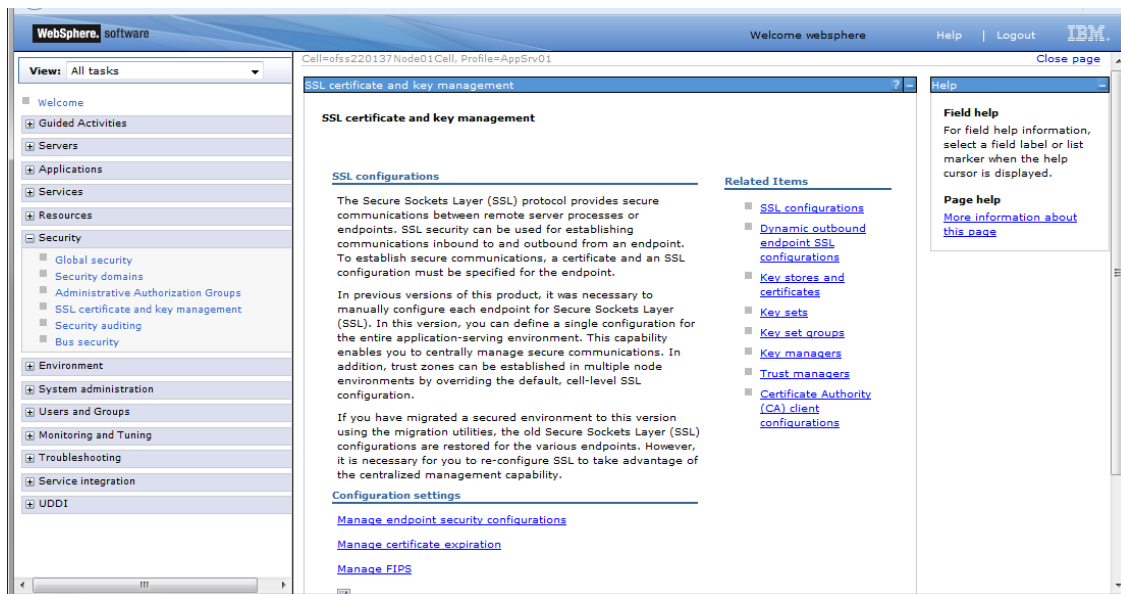 WebSphere. software
Welcome websphere
Help | Logout
IBM.
View: All tasks
Welcome
Guided Activities
Servers
Applications
Services
Resources
Security
Global security
Security domains
Administrative Authorization Groups
SSL certificate and key management
Security auditing
Bus security
Environment
System administration
Users and Groups
Monitoring and Tuning
Troubleshooting
Service integration
UDDI
Cell=ofss220137Node01Cell, Profile=AppSrv01
Close page
SSL certificate and key management
? -
SSL certificate and key management
SSL configurations
The Secure Sockets Layer (SSL) protocol provides secure
communications between remote server processes or
endpoints. SSL security can be used for establishing
communications inbound to and outbound from an endpoint.
To establish secure communications, a certificate and an SSL
configuration must be specified for the endpoint.
In previous versions of this product, it was necessary to
manually configure each endpoint for Secure Sockets Layer
(SSL). In this version, you can define a single configuration for
the entire application-serving environment. This capability
enables you to centrally manage secure communications. In
addition, trust zones can be established in multiple node
environments by overriding the default, cell-level SSL
configuration.
If you have migrated a secured environment to this version
using the migration utilities, the old Secure Sockets Layer (SSL)
configurations are restored for the various endpoints. However,
it is necessary for you to re-configure SSL to take advantage of
the centralized management capability.
Configuration settings
Manage endpoint security configurations
Manage certificate expiration
Manage FIPS
Related Items
SSL configurations
Dynamic outbound
endpoint SSL
configurations
Key stores and
certificates
Key sets
Key set groups
Key managers
Trust managers
Certificate Authority
(CA) client
configurations
Help
Field help
For field help information,
select a field label or list
marker when the help
cursor is displayed.
Page help
More information about
this page